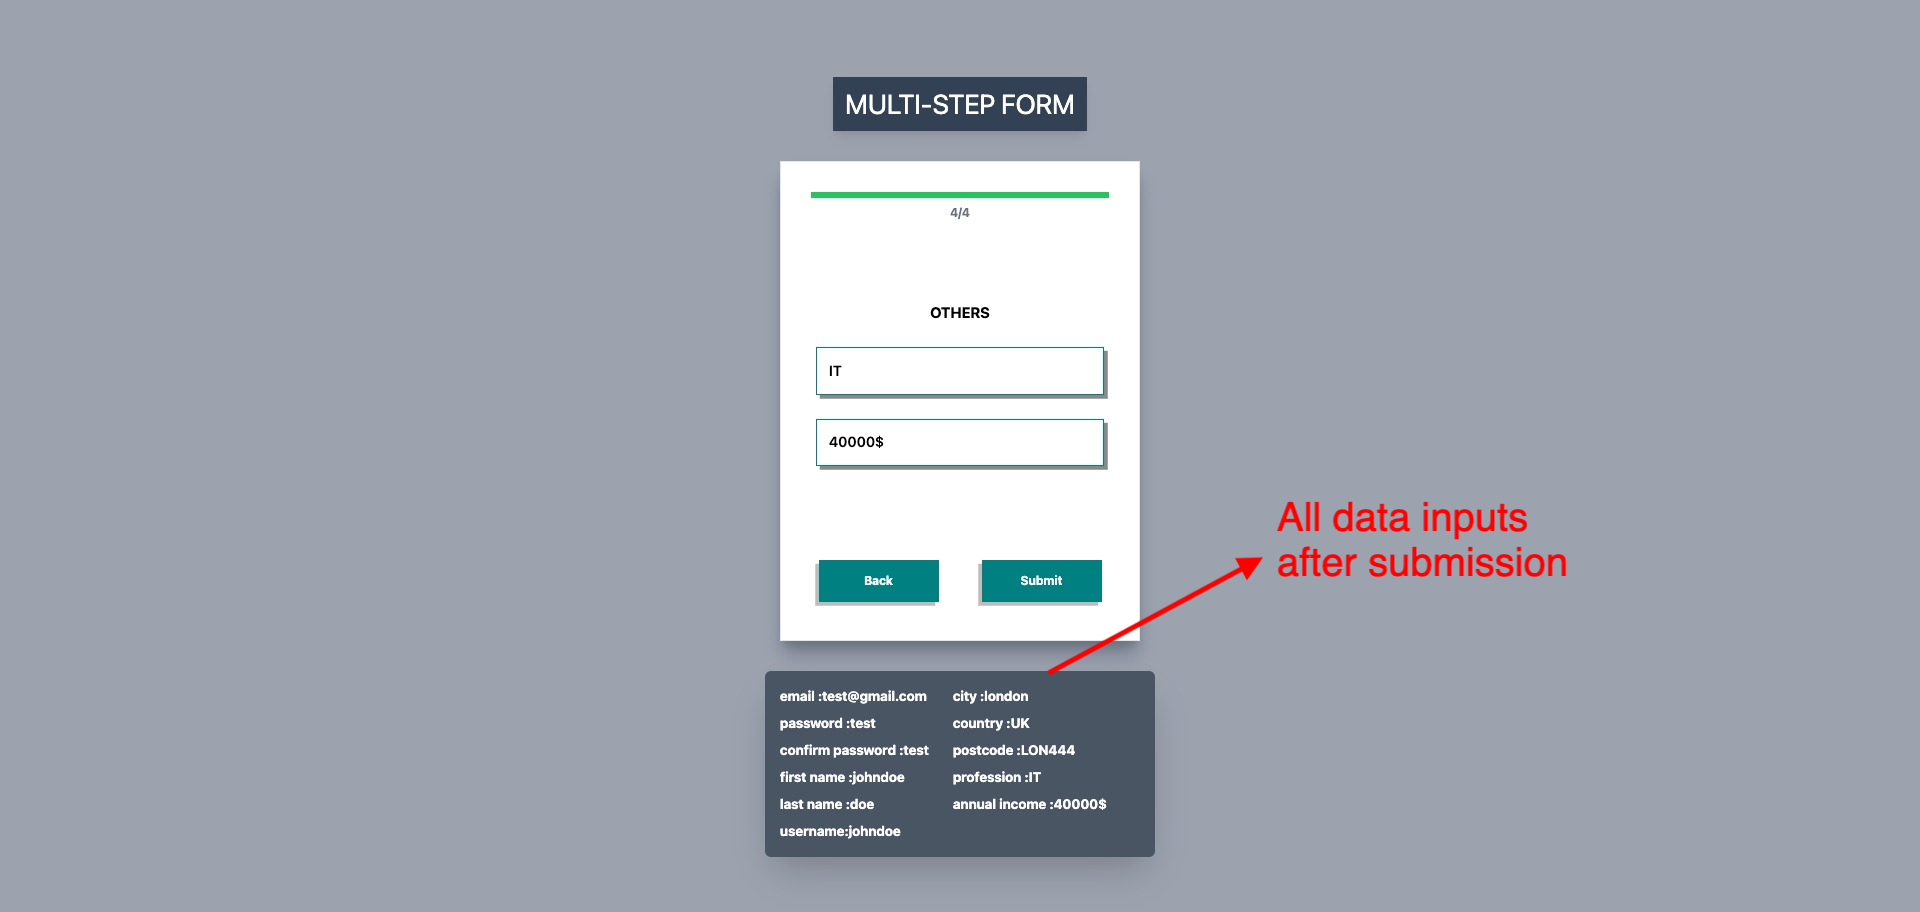 MULTI-STEP FORM
4/4
OTHERS
IT
40000$
Back
Submit
All data inputs
after submission
email :test@gmail.com
password :test
confirm password :test
first name :johndoe
last name :doe
username:johndoe
city :london
country :UK
postcode :LON444
profession :IT
annual income :40000$